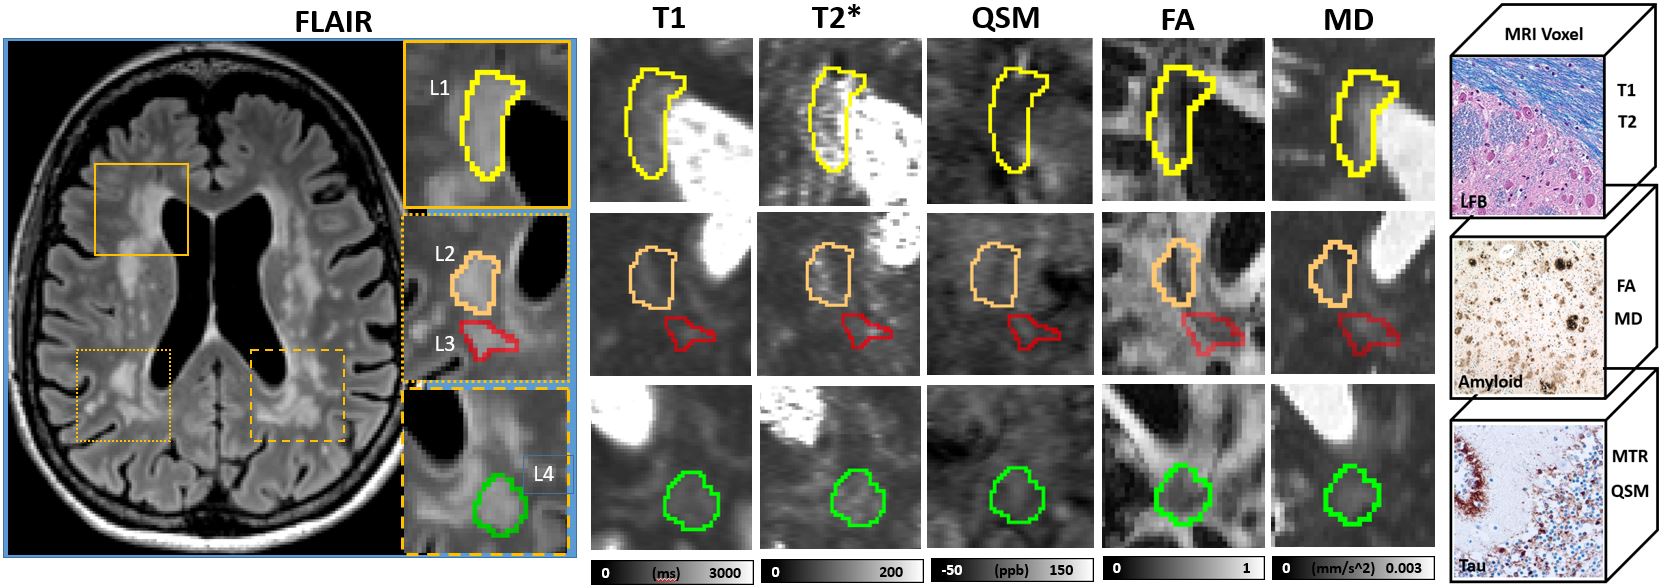 FLAIR
T1
T2*
QSM
FA
MD
L1
L2
L3
L4
0 (ms) 3000
0 200
-50 (ppb) 150
0 1
0 (mm/s^2) 0.003
MRI Voxel
T1
T2
LFB
FA
MD
Amyloid
MTR
QSM
Tau